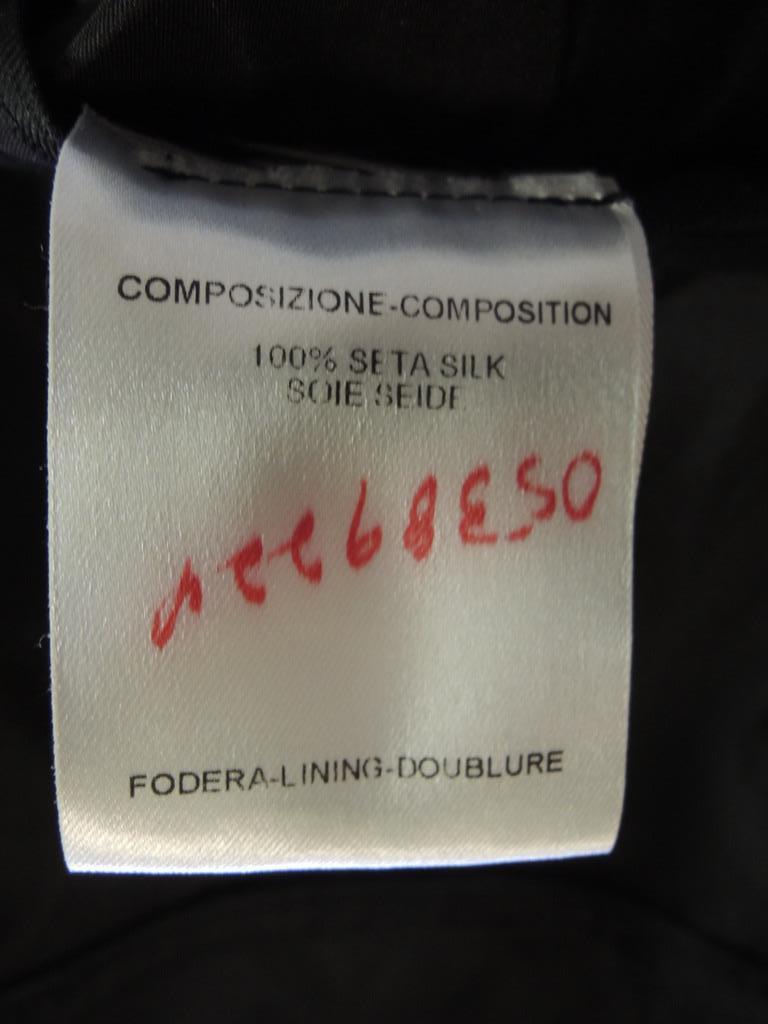 COMPOSIZIONE-COMPOSITION
100% SETA SILK
SOIE SEIDE
FODERA-LINING-DOUBLURE